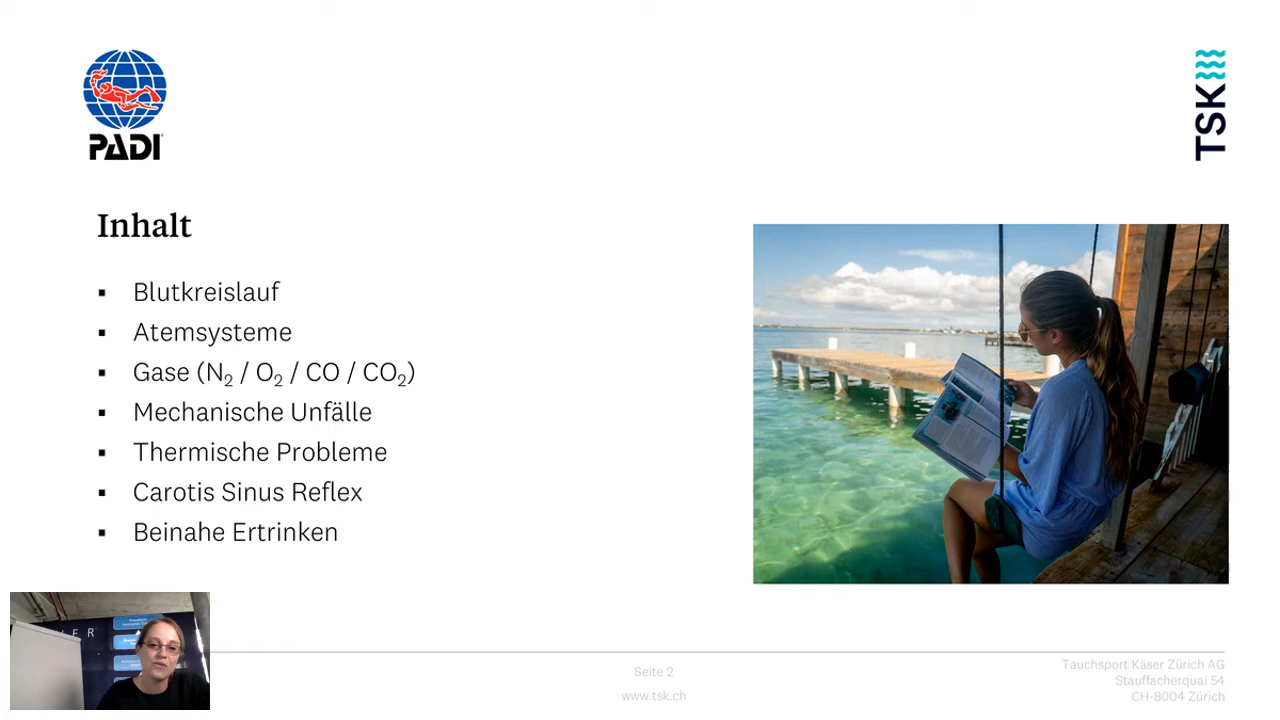 PADI
TSK
Inhalt
▪ Blutkreislauf
▪ Atemsysteme
▪ Gase (N₂ / O₂ / CO / CO₂)
▪ Mechanische Unfälle
▪ Thermische Probleme
▪ Carotis Sinus Reflex
▪ Beinahe Ertrinken
Seite 2
www.tsk.ch
Tauchsport Käser Zürich AG
Stauffacherquai 54
CH-8004 Zürich